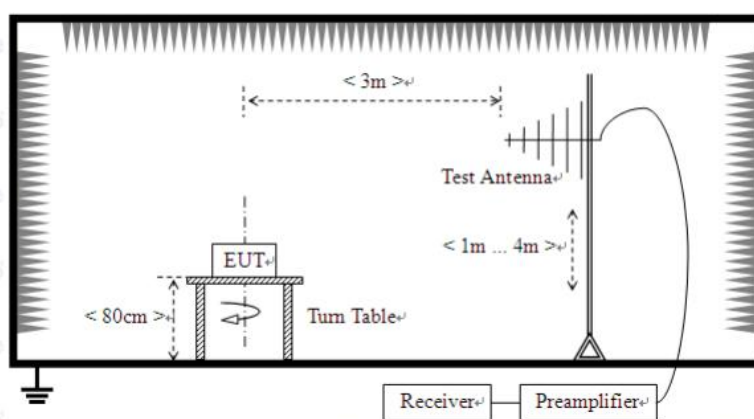 < 3m >
Test Antenna
< 1m ... 4m >
EUT
< 80cm >
Turn Table
Receiver
Preamplifier